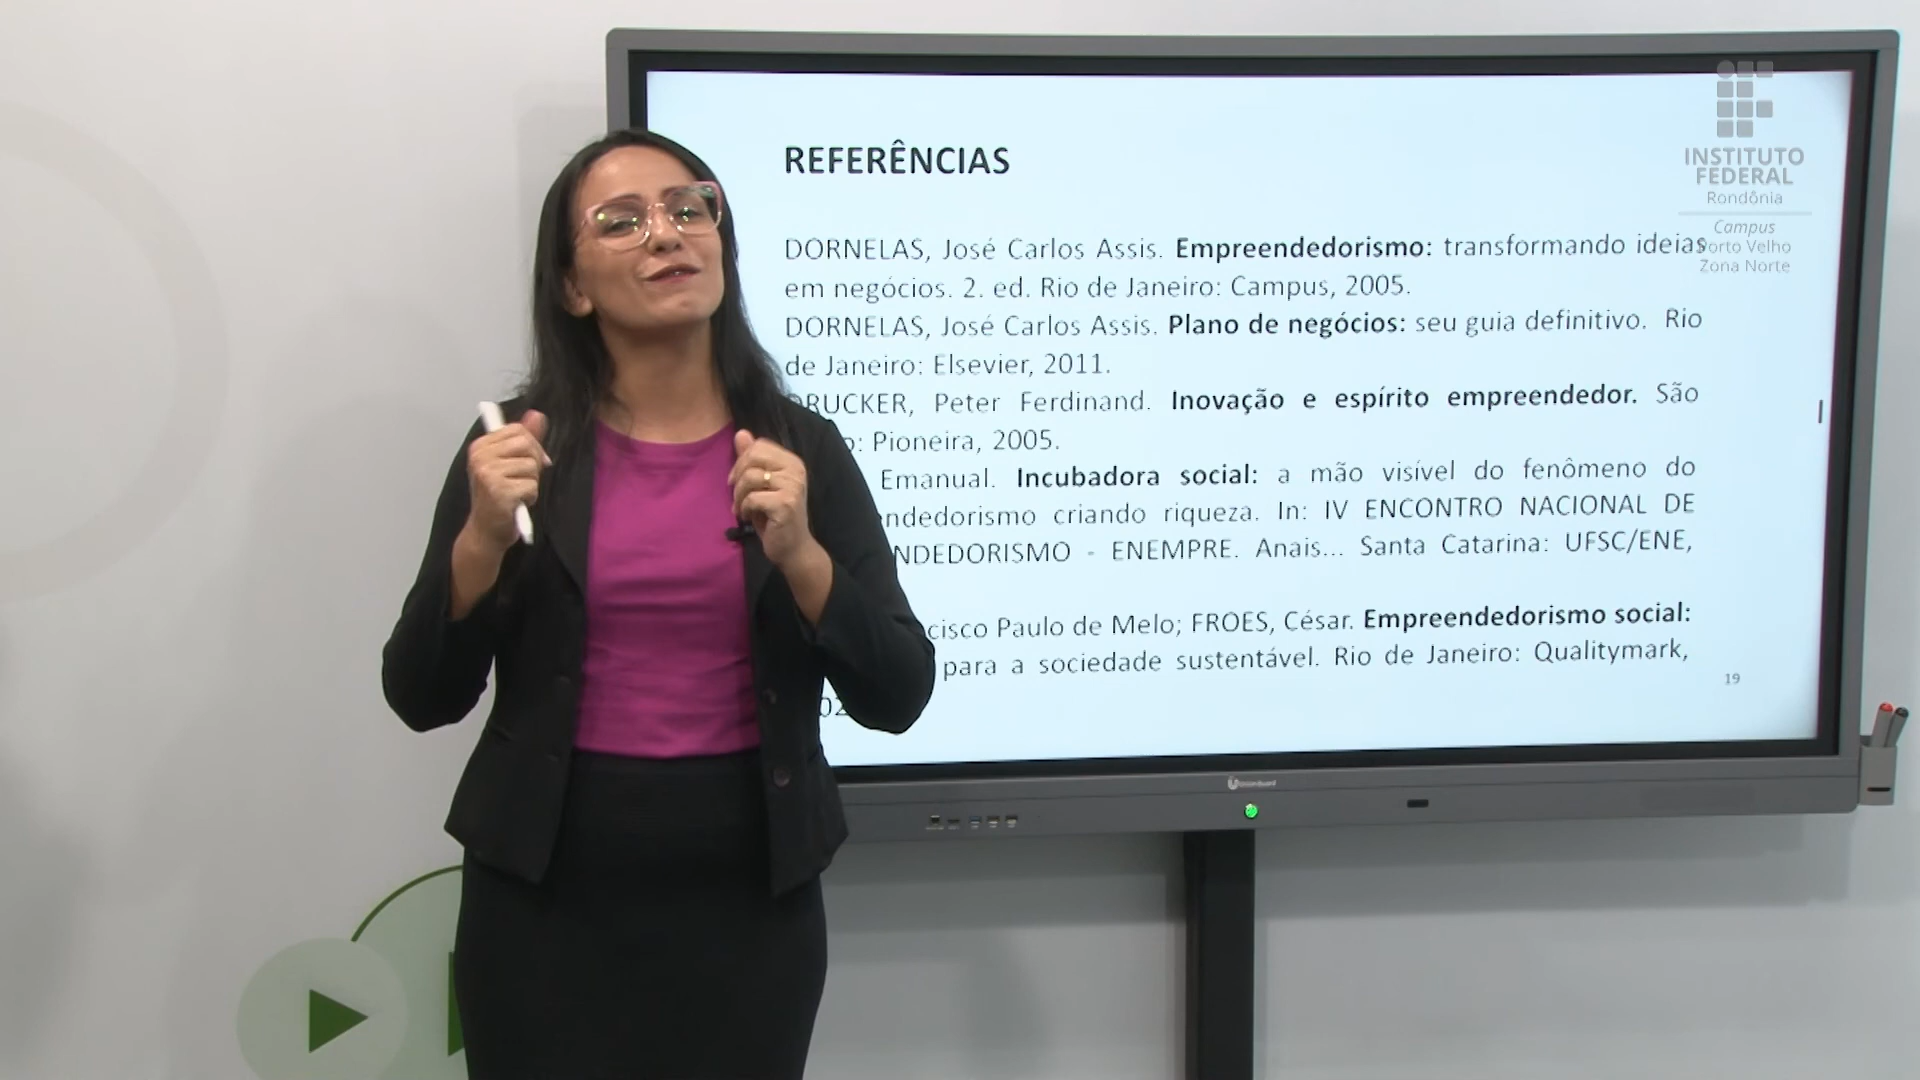 REFERÊNCIAS
DORNELAS, José Carlos Assis. Empreendedorismo: transformando ideias
em negócios. 2. ed. Rio de Janeiro: Campus, 2005.
DORNELAS, José Carlos Assis. Plano de negócios: seu guia definitivo. Rio
de Janeiro: Elsevier, 2011.
DRUCKER, Peter Ferdinand. Inovação e espírito empreendedor. São
Pioneira, 2005.
Emanual. Incubadora social: a mão visível do fenômeno do
criando riqueza. In: IV ENCONTRO NACIONAL DE
- ENEMPRE. Anais... Santa Catarina: UFSC/ENE,
Paulo de Melo; FROES, César. Empreendedorismo social:
para a sociedade sustentável. Rio de Janeiro: Qualitymark,
19
INSTITUTO
FEDERAL
Rondônia
Campus
Porto Velho
Zona Norte